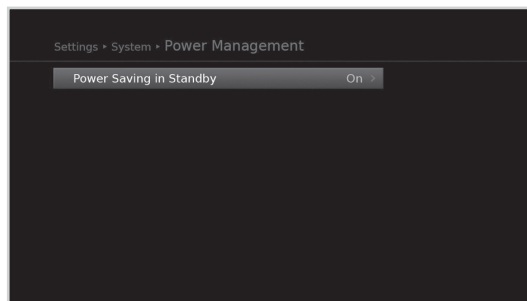 Settings ▸ System ▸ Power Management
Power Saving in Standby On >